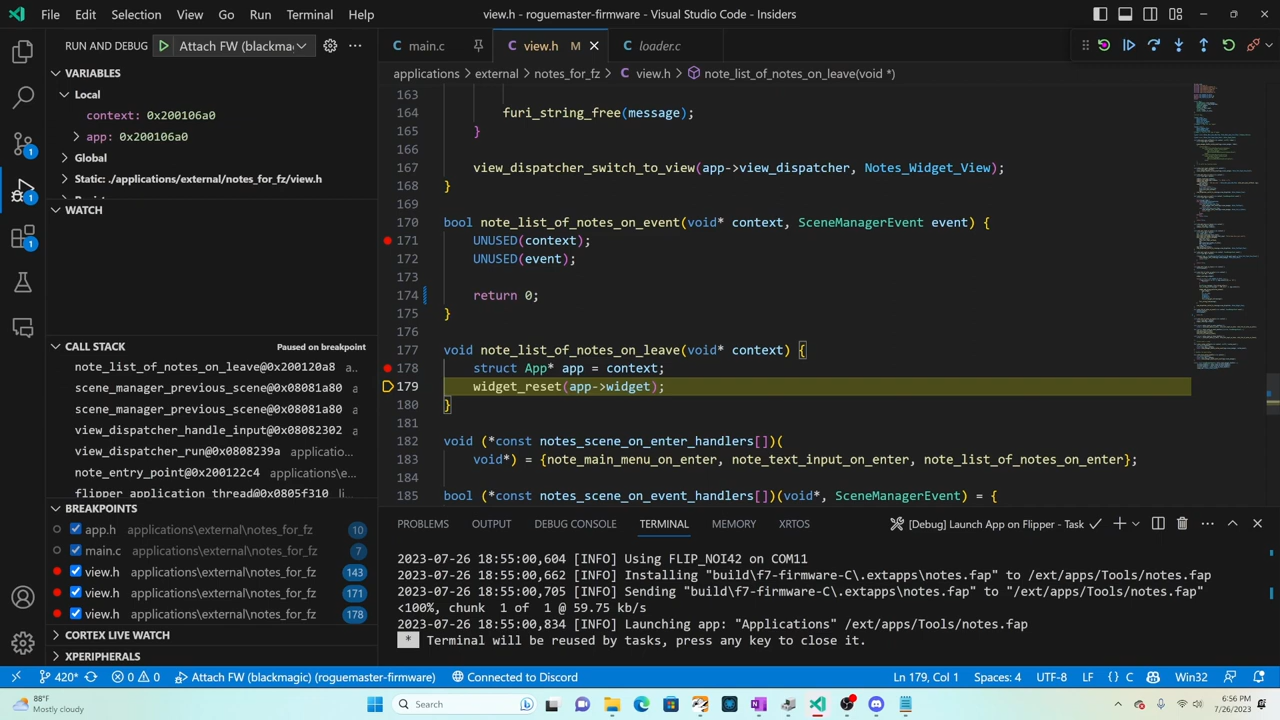 File Edit Selection View Go Run Terminal Help
view.h - roguemaster-firmware - Visual Studio Code - Insiders
RUN AND DEBUG Attach FW (blackma(
main.c
view.h M
loader.c
applications > external > notes_for_fz > view.h > note_list_of_notes_on_leave(void *)
VARIABLES
Local
context: 0x200106a0
app: 0x200106a0
Global
Static: ./applications/external/notes_for_fz/view.h
WATCH
CALL STACK Paused on breakpoint
note_list_of_notes_on_leave@0x200120
scene_manager_previous_scene@0x08081a80
scene_manager_previous_scene@0x08081a80
view_dispatcher_handle_input@0x08082302 a
view_dispatcher_run@0x0808239a applicatio...
note_entry_point@0x200122c4 applications\e...
flipper_application_thread@0x0805f310 li...
BREAKPOINTS
app.h applications\external\notes_for_fz 10
main.c applications\external\notes_for_fz 7
view.h applications\external\notes_for_fz 143
view.h applications\external\notes_for_fz 171
view.h applications\external\notes_for_fz 178
CORTEX LIVE WATCH
XPERIPHERALS
163
164 furi_string_free(message);
165 }
166
patcher_switch_to_view(app->view_dispatcher, Notes_Widget_View);
168 }
169
170 bool of_notes_on_event(void* context, SceneManagerEvent ) {
171 UNUSED(context);
172 UNUSED(event);
173
174 return 0;
175 }
176
177 void of_notes_on_leave(void* context) {
178 * app = context;
179 widget_reset(app->widget);
180 }
181
182 void (*const notes_scene_on_enter_handlers[])(
183 void*) = {note_main_menu_on_enter, note_text_input_on_enter, note_list_of_notes_on_enter};
184
185 bool (*const notes_scene_on_event_handlers[])(void*, SceneManagerEvent) = {
PROBLEMS OUTPUT DEBUG CONSOLE TERMINAL MEMORY XRTOS
[Debug] Launch App on Flipper - Task
2023-07-26 18:55:00,604 [INFO] Using FLIP_NOI42 on COM11
2023-07-26 18:55:00,662 [INFO] Installing "build\f7-firmware-C\.extapps\notes.fap" to /ext/apps/Tools/notes.fap
2023-07-26 18:55:00,705 [INFO] Sending "build\f7-firmware-C\.extapps\notes.fap" to "/ext/apps/Tools/notes.fap"
<100%, chunk 1 of 1 @ 59.75 kb/s
2023-07-26 18:55:00,834 [INFO] Launching app: "Applications" /ext/apps/Tools/notes.fap
* Terminal will be reused by tasks, press any key to close it.
420* 0 0 Attach FW (blackmagic) (roguemaster-firmware) Connected to Discord Ln 179, Col 1 Spaces: 4 UTF-8 LF {} C Win32
88°F
Mostly cloudy
Search
6:56 PM
7/26/2023